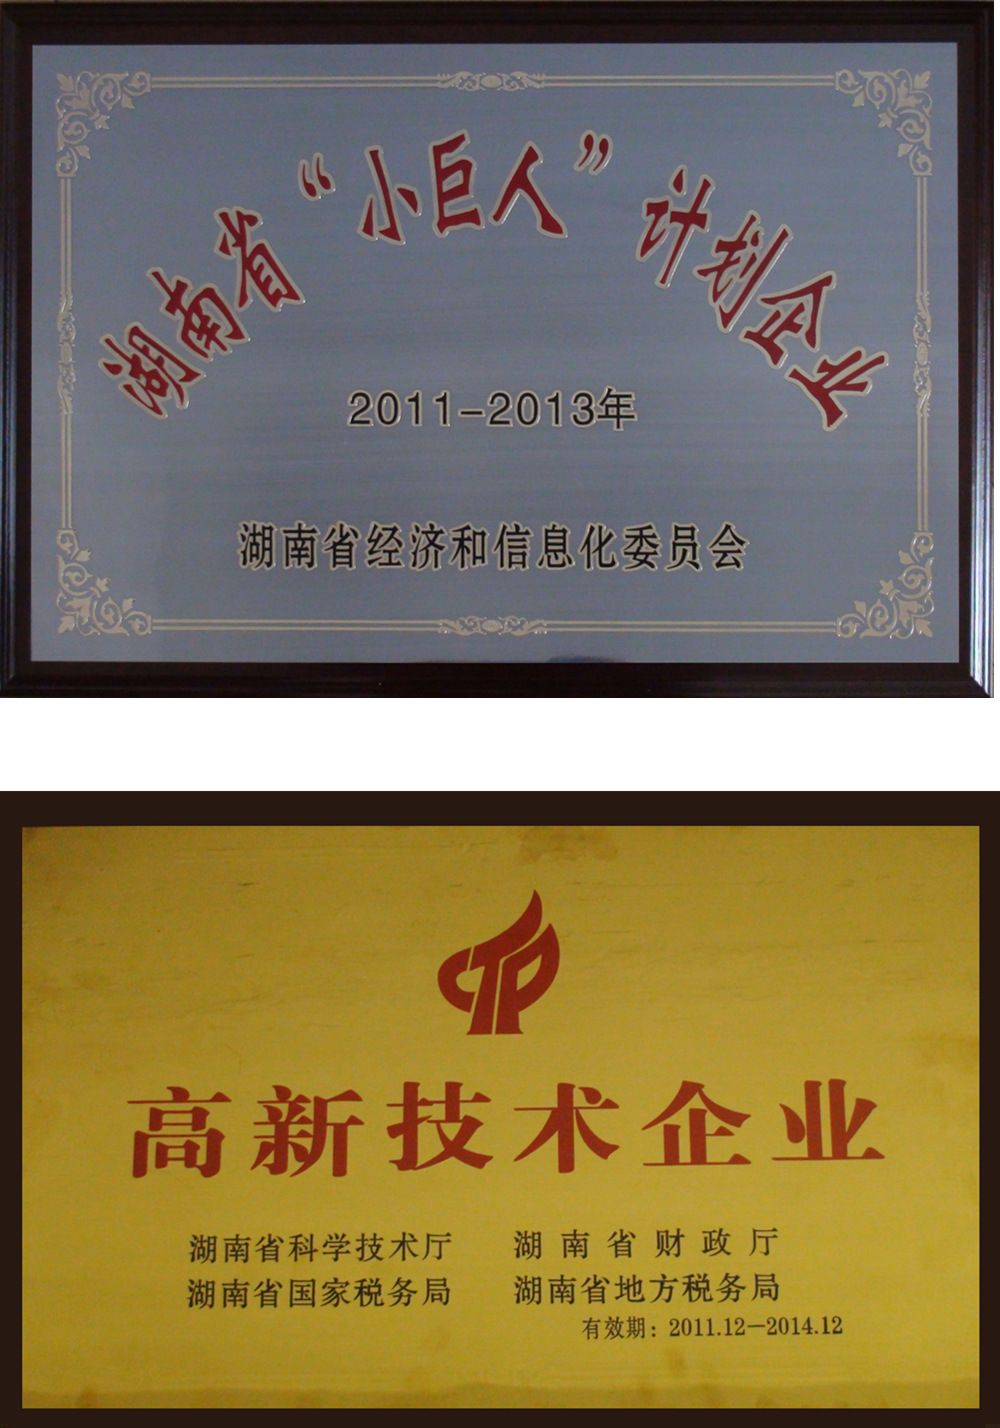 湖南省“小巨人”计划企业
2011-2013年
湖南省经济和信息化委员会
高新技术企业
湖南省科学技术厅 湖南省财政厅
湖南省国家税务局 湖南省地方税务局
有效期：2011.12—2014.12